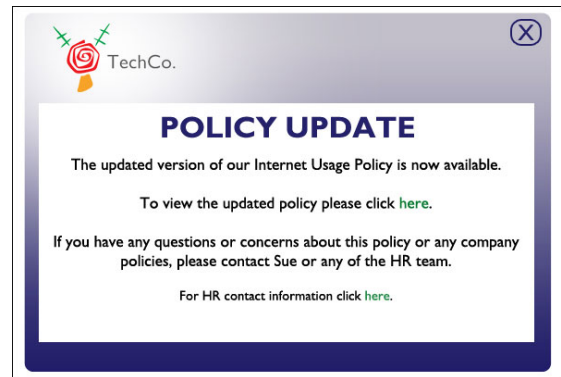 X
TechCo.
POLICY UPDATE
The updated version of our Internet Usage Policy is now available.
To view the updated policy please click here.
If you have any questions or concerns about this policy or any company
policies, please contact Sue or any of the HR team.
For HR contact information click here.